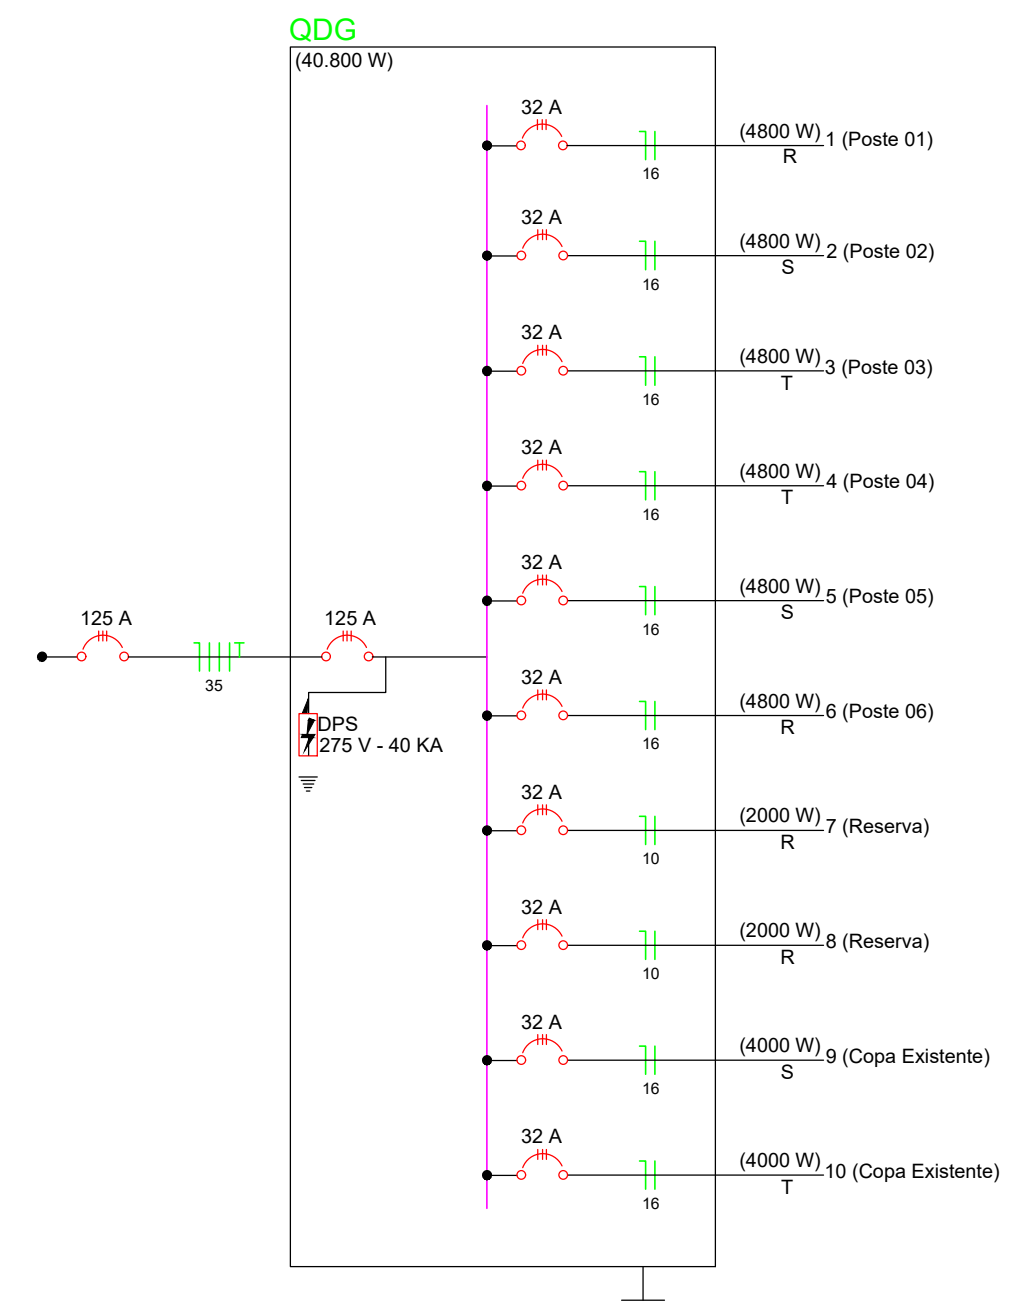 QDG
(40.800 W)
32 A
(4800 W)
1 (Poste 01)
R
16
32 A
(4800 W)
2 (Poste 02)
S
16
32 A
(4800 W)
3 (Poste 03)
T
16
32 A
(4800 W)
4 (Poste 04)
T
16
32 A
(4800 W)
5 (Poste 05)
S
16
125 A
35
125 A
DPS
275 V - 40 KA
32 A
(4800 W)
6 (Poste 06)
R
16
32 A
(2000 W)
7 (Reserva)
R
10
32 A
(2000 W)
8 (Reserva)
R
10
32 A
(4000 W)
9 (Copa Existente)
S
16
32 A
(4000 W)
10 (Copa Existente)
T
16